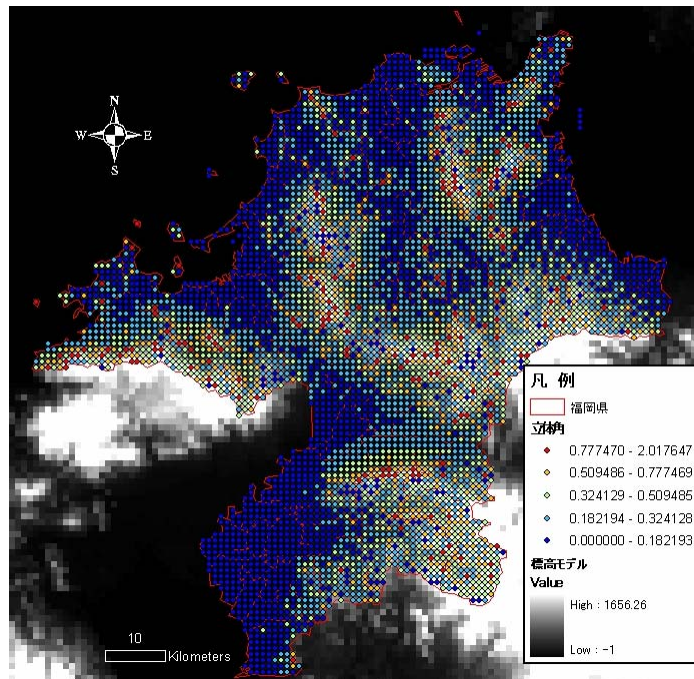 N
W E
S
凡 例
福岡県
立体角
0.777470 - 2.017647
0.509486 - 0.777469
0.324129 - 0.509485
0.182194 - 0.324128
0.000000 - 0.182193
標高モデル
Value
High : 1656.26
Low : -1
10
Kilometers